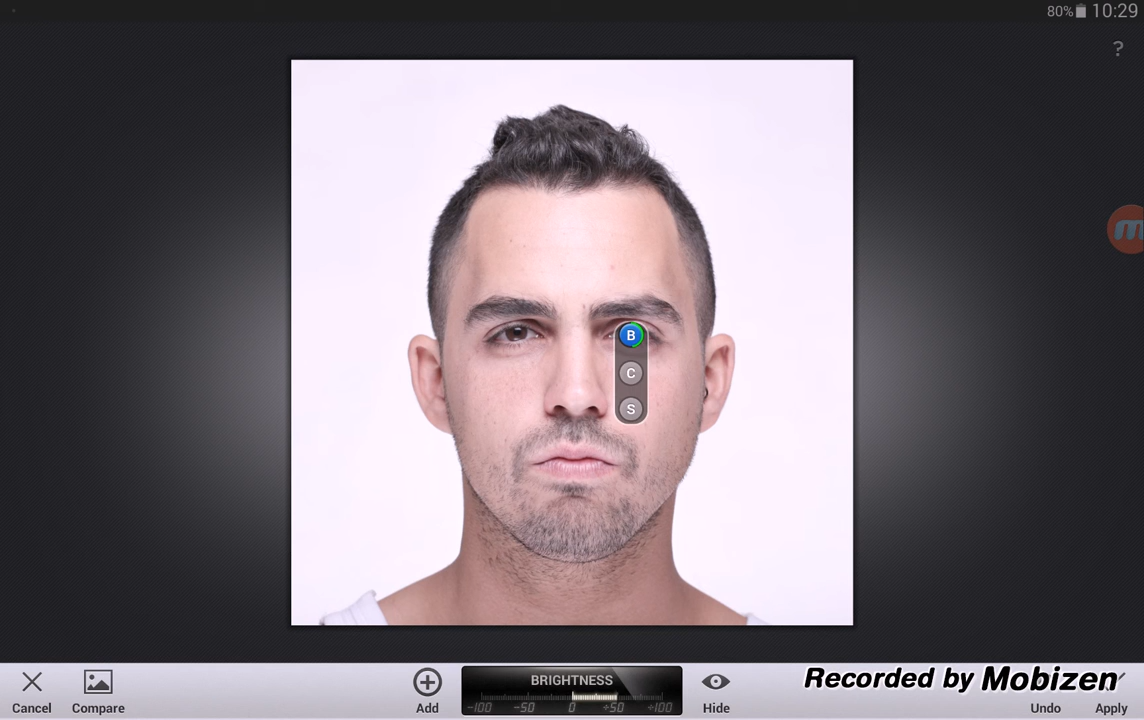 80% 10:29
?
B
C
S
BRIGHTNESS
-100 -50 0 +50 +100
Cancel
Compare
Add
Hide
Recorded by Mobizen
Undo
Apply